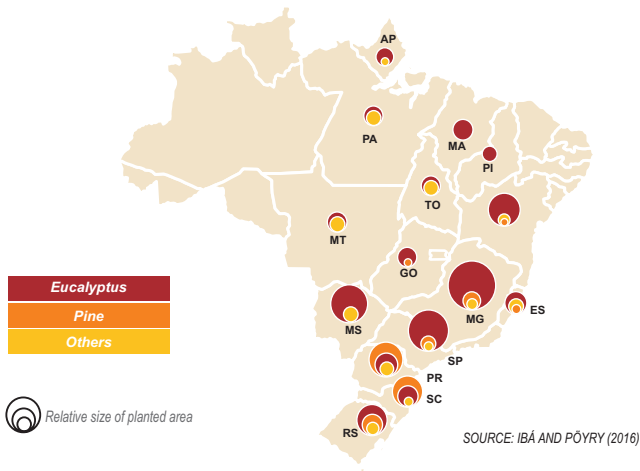 AP
PA
MA
PI
TO
MT
GO
Eucalyptus
Pine
Others
MS
MG
ES
SP
PR
SC
RS
Relative size of planted area
SOURCE: IBÁ AND PÖYRY (2016)